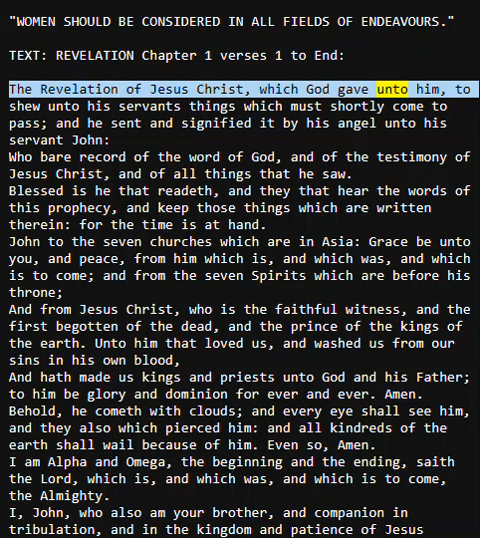 "WOMEN SHOULD BE CONSIDERED IN ALL FIELDS OF ENDEAVOURS."
TEXT: REVELATION Chapter 1 verses 1 to End:
The Revelation of Jesus Christ, which God gave unto him, to
shew unto his servants things which must shortly come to
pass; and he sent and signified it by his angel unto his
servant John:
Who bare record of the word of God, and of the testimony of
Jesus Christ, and of all things that he saw.
Blessed is he that readeth, and they that hear the words of
this prophecy, and keep those things which are written
therein: for the time is at hand.
John to the seven churches which are in Asia: Grace be unto
you, and peace, from him which is, and which was, and which
is to come; and from the seven Spirits which are before his
throne;
And from Jesus Christ, who is the faithful witness, and the
first begotten of the dead, and the prince of the kings of
the earth. Unto him that loved us, and washed us from our
sins in his own blood,
And hath made us kings and priests unto God and his Father;
to him be glory and dominion for ever and ever. Amen.
Behold, he cometh with clouds; and every eye shall see him,
and they also which pierced him: and all kindreds of the
earth shall wail because of him. Even so, Amen.
I am Alpha and Omega, the beginning and the ending, saith
the Lord, which is, and which was, and which is to come,
the Almighty.
I, John, who also am your brother, and companion in
tribulation, and in the kingdom and patience of Jesus